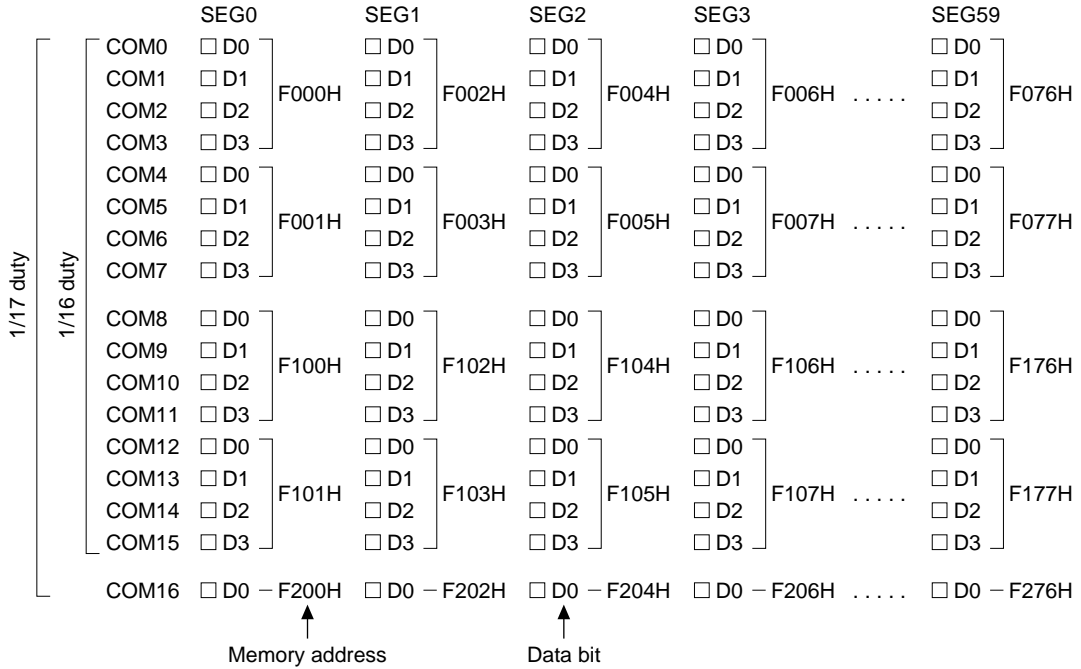 SEG0 SEG1 SEG2 SEG3 SEG59
COM0 D0 D0 D0 D0 D0
COM1 D1 D1 D1 D1 D1
F000H F002H F004H F006H ..... F076H
COM2 D2 D2 D2 D2 D2
COM3 D3 D3 D3 D3 D3
COM4 D0 D0 D0 D0 D0
COM5 D1 D1 D1 D1 D1
F001H F003H F005H F007H ..... F077H
COM6 D2 D2 D2 D2 D2
COM7 D3 D3 D3 D3 D3
1/17 duty
1/16 duty
COM8 D0 D0 D0 D0 D0
COM9 D1 D1 D1 D1 D1
F100H F102H F104H F106H ..... F176H
COM10 D2 D2 D2 D2 D2
COM11 D3 D3 D3 D3 D3
COM12 D0 D0 D0 D0 D0
COM13 D1 D1 D1 D1 D1
F101H F103H F105H F107H ..... F177H
COM14 D2 D2 D2 D2 D2
COM15 D3 D3 D3 D3 D3
COM16 D0 F200H D0 F202H D0 F204H D0 F206H ..... D0 F276H
Memory address Data bit